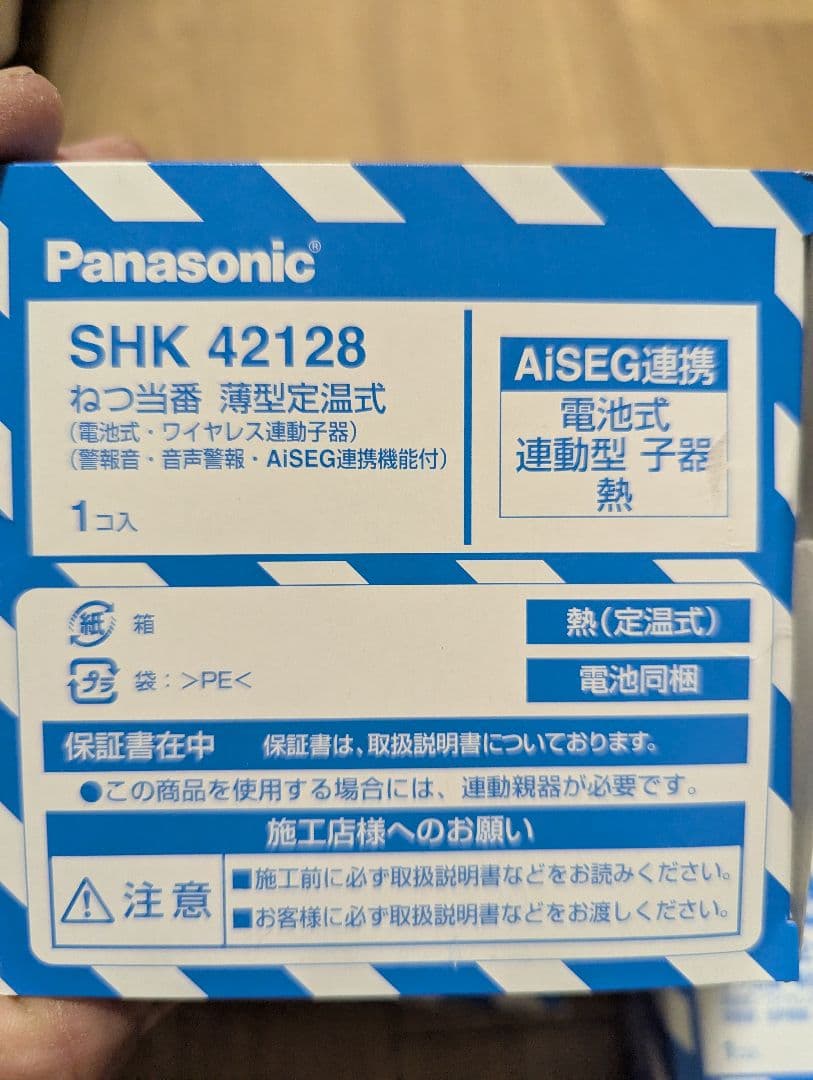 Panasonic®
SHK 42128
ねつ当番 薄型定温式
(電池式・ワイヤレス連動子器)
(警報音・音声警報・AiSEG連携機能付)
1コ入
AiSEG連携
電池式
連動型 子器
熱
紙 箱
プラ 袋:>PE<
熱(定温式)
電池同梱
保証書在中 保証書は、取扱説明書についております。
●この商品を使用する場合には、連動親器が必要です。
施工店様へのお願い
注意
■施工前に必ず取扱説明書などをお読みください。
■お客様に必ず取扱説明書などをお渡しください。